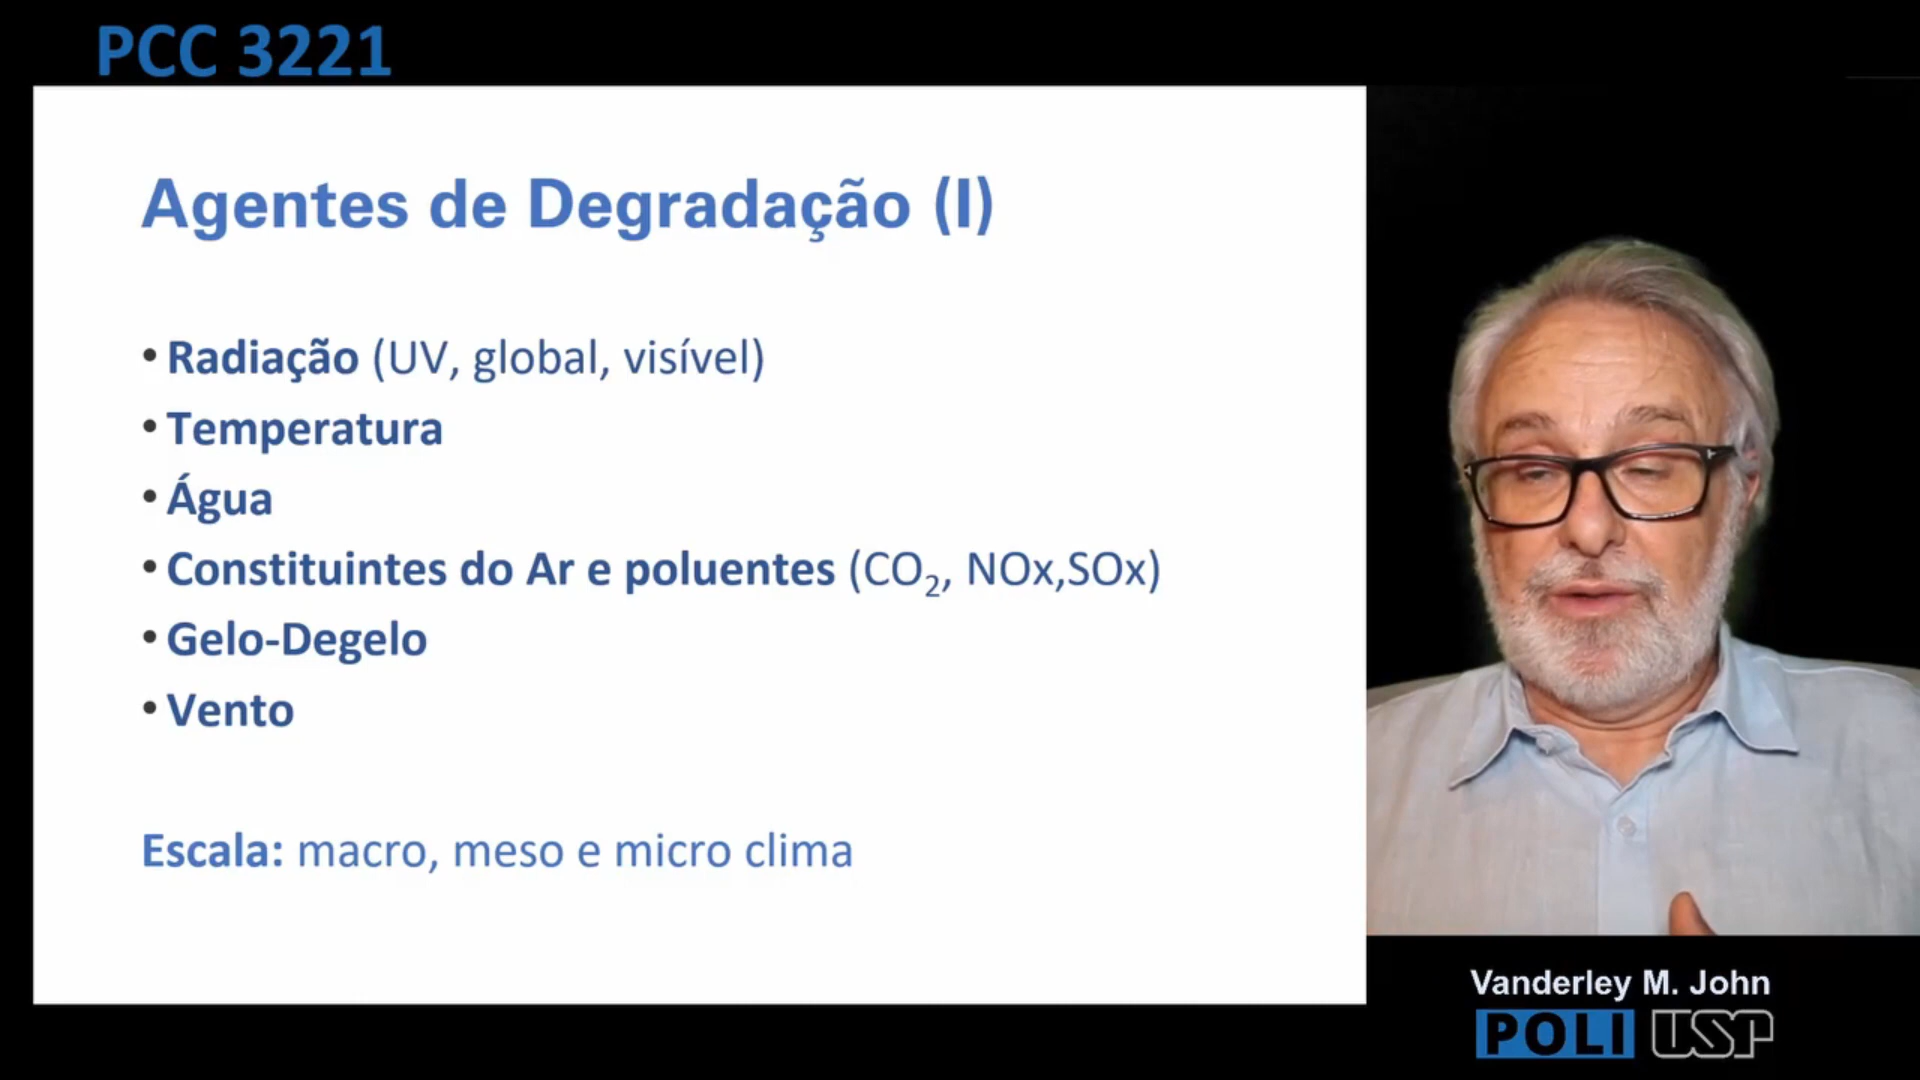 PCC 3221
Agentes de Degradação (I)
• Radiação (UV, global, visível)
• Temperatura
• Água
• Constituintes do Ar e poluentes (CO₂, NOx,SOx)
• Gelo-Degelo
• Vento
Escala: macro, meso e micro clima
Vanderley M. John
POLI USP